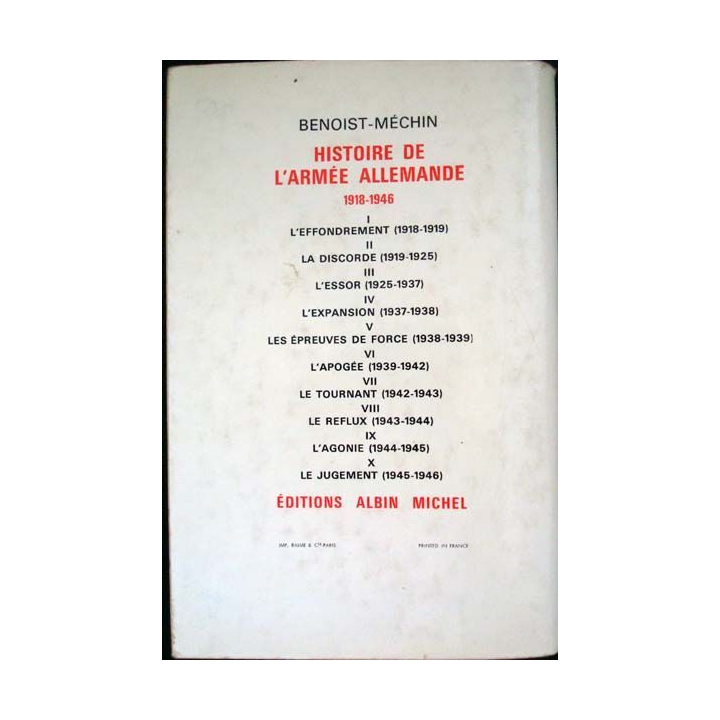 BENOIST-MÉCHIN
HISTOIRE DE
L'ARMÉE ALLEMANDE
1918-1946
I
L'EFFONDREMENT (1918-1919)
II
LA DISCORDE (1919-1925)
III
L'ESSOR (1925-1937)
IV
L'EXPANSION (1937-1938)
V
LES ÉPREUVES DE FORCE (1938-1939)
VI
L'APOGÉE (1939-1942)
VII
LE TOURNANT (1942-1943)
VIII
LE REFLUX (1943-1944)
IX
L'AGONIE (1944-1945)
X
LE JUGEMENT (1945-1946)
ÉDITIONS ALBIN MICHEL
IMP. &  Cie PARIS PRINTED IN FRANCE